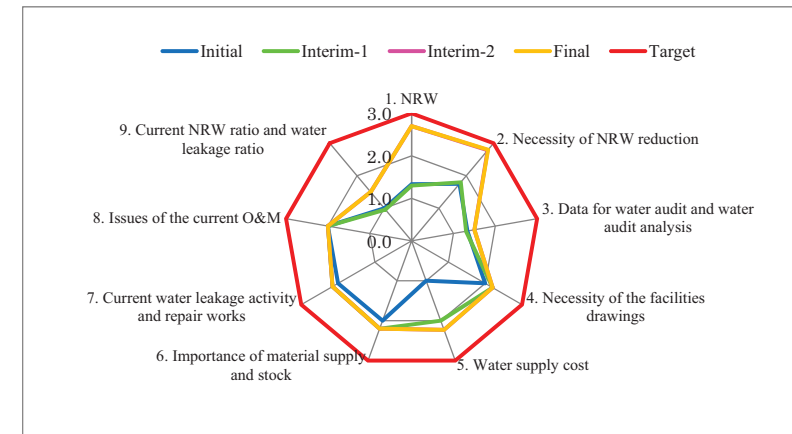 Initial
Interim-1
Interim-2
Final
Target
1. NRW
3.0
2. Necessity of NRW reduction
9. Current NRW ratio and water
leakage ratio
2.0
1.0
3. Data for water audit and water
audit analysis
8. Issues of the current O&M
0.0
7. Current water leakage activity
and repair works
4. Necessity of the facilities
drawings
6. Importance of material supply
and stock
5. Water supply cost